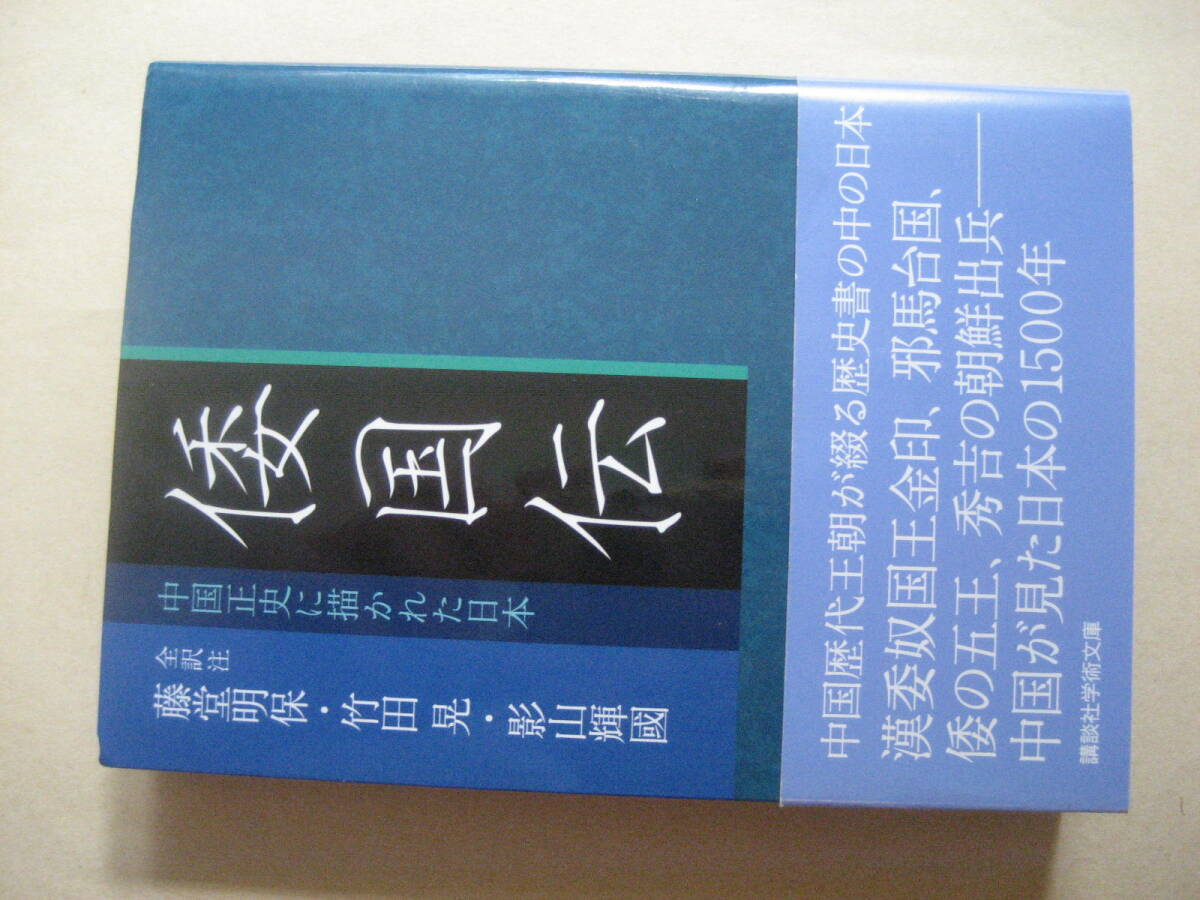 倭国伝
中国正史に描かれた日本
全訳注
藤堂明保・竹田 晃・影山輝國
中国歴代王朝が綴る歴史書の中の日本
漢委奴国王金印、邪馬台国、
倭の五王、秀吉の朝鮮出兵――
中国が見た日本の1500年
講談社学術文庫